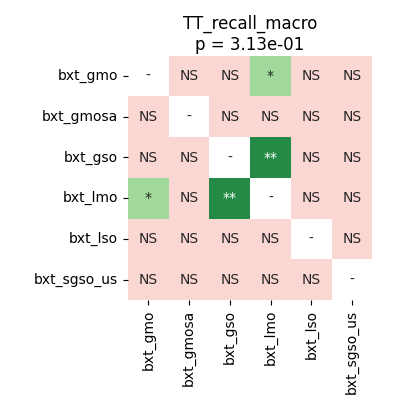 TT_recall_macro
p = 3.13e-01
bxt_gmo - NS NS * NS NS
bxt_gmosa NS - NS NS NS NS
bxt_gso NS NS - ** NS NS
bxt_lmo * NS ** - NS NS
bxt_lso NS NS NS NS - NS
bxt_sgso_us NS NS NS NS NS -
bxt_gmo bxt_gmosa bxt_gso bxt_lmo bxt_lso bxt_sgso_us